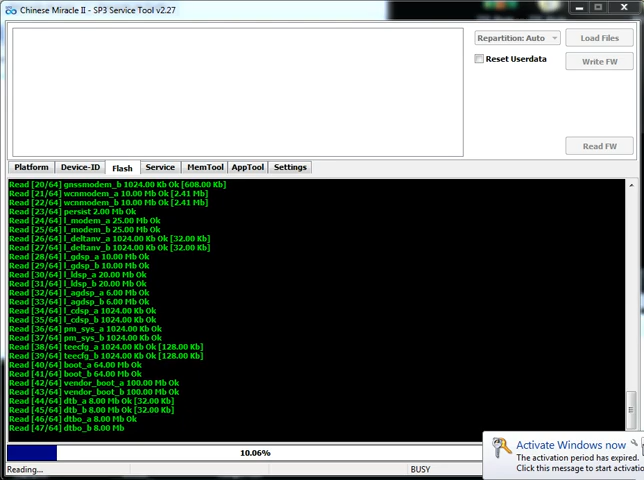 Chinese Miracle II - SP3 Service Tool v2.27
Repartition: Auto
Load Files
Reset Userdata
Write FW
Read FW
Platform Device-ID Flash Service MemTool AppTool Settings
Read [20/64] gnssmodem_b 1024.00 Kb Ok [608.00 Kb]
Read [21/64] wcnmodem_a 10.00 Mb Ok [2.41 Mb]
Read [22/64] wcnmodem_b 10.00 Mb Ok [2.41 Mb]
Read [23/64] persist 2.00 Mb Ok
Read [24/64] l_modem_a 25.00 Mb Ok
Read [25/64] l_modem_b 25.00 Mb Ok
Read [26/64] l_deltanv_a 1024.00 Kb Ok [32.00 Kb]
Read [27/64] l_deltanv_b 1024.00 Kb Ok [32.00 Kb]
Read [28/64] l_gdsp_a 10.00 Mb Ok
Read [29/64] l_gdsp_b 10.00 Mb Ok
Read [30/64] l_ldsp_a 20.00 Mb Ok
Read [31/64] l_ldsp_b 20.00 Mb Ok
Read [32/64] l_agdsp_a 6.00 Mb Ok
Read [33/64] l_agdsp_b 6.00 Mb Ok
Read [34/64] l_cdsp_a 1024.00 Kb Ok
Read [35/64] l_cdsp_b 1024.00 Kb Ok
Read [36/64] pm_sys_a 1024.00 Kb Ok
Read [37/64] pm_sys_b 1024.00 Kb Ok
Read [38/64] teecfg_a 1024.00 Kb Ok [128.00 Kb]
Read [39/64] teecfg_b 1024.00 Kb Ok [128.00 Kb]
Read [40/64] boot_a 64.00 Mb Ok
Read [41/64] boot_b 64.00 Mb Ok
Read [42/64] vendor_boot_a 100.00 Mb Ok
Read [43/64] vendor_boot_b 100.00 Mb Ok
Read [44/64] dtb_a 8.00 Mb Ok [32.00 Kb]
Read [45/64] dtb_b 8.00 Mb Ok [32.00 Kb]
Read [46/64] dtbo_a 8.00 Mb Ok
Read [47/64] dtbo_b 8.00 Mb
10.06%
Reading...
BUSY
Activate Windows now
The activation period has expired.
Click this message to start activatio